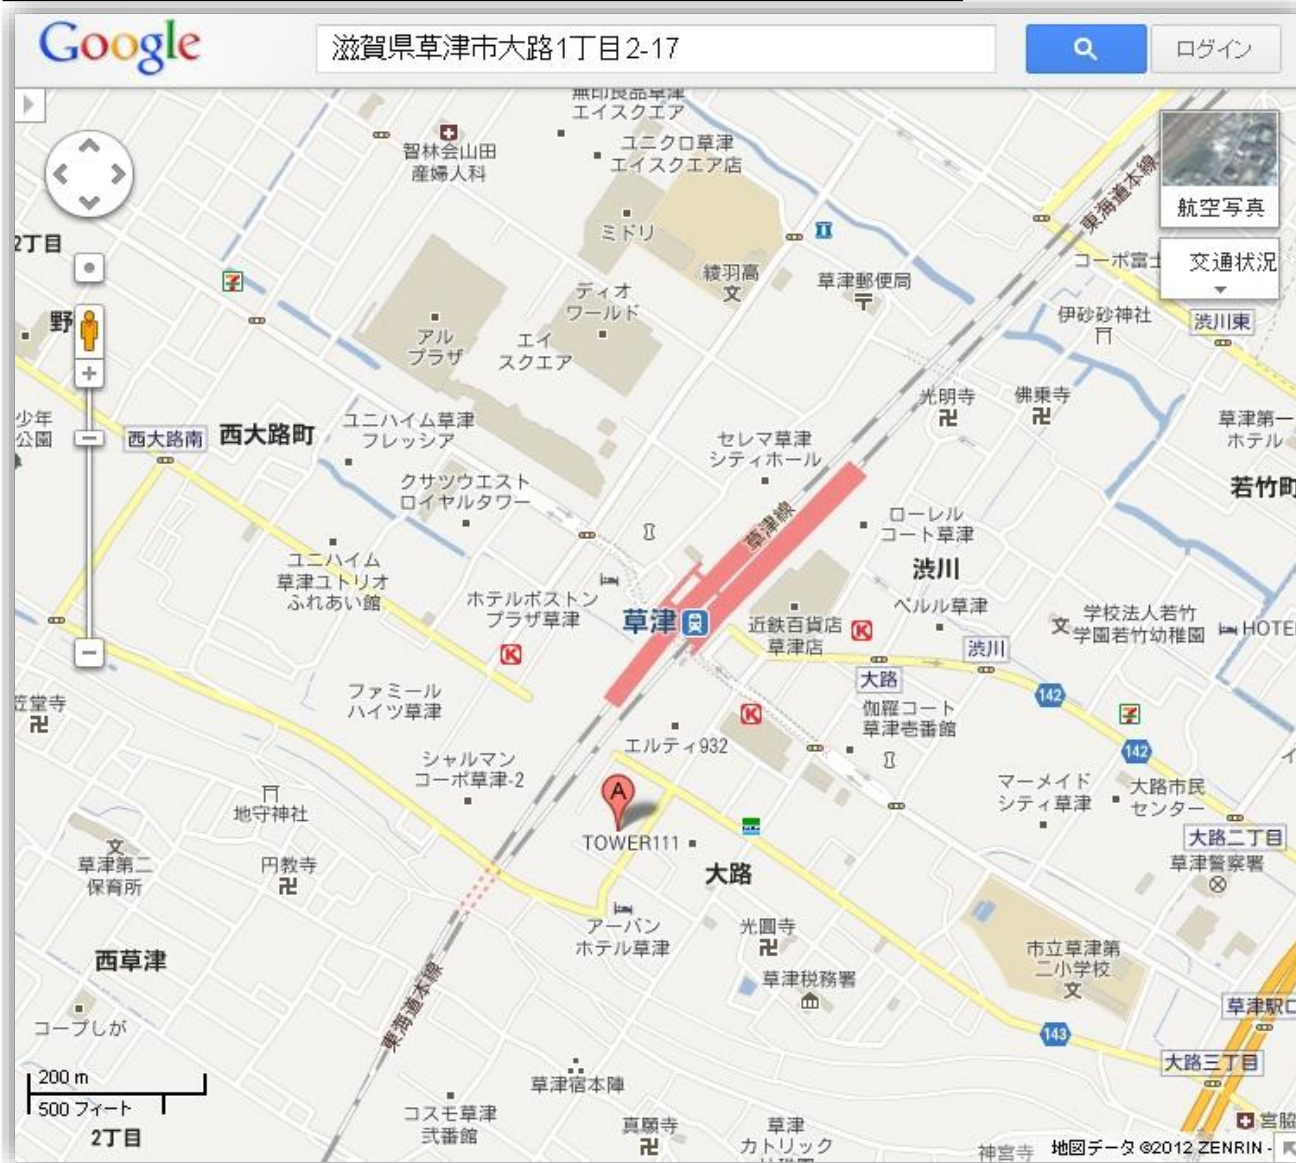 Google
滋賀県草津市大路1丁目2-17
ログイン
無印良品草津
エイスクエア
智林会山田
産婦人科
ユニクロ草津
エイスクエア店
東海道本線
航空写真
ミドリ
2丁目
交通状況
コーポ富士
綾羽高
文
草津郵便局
ディオ
ワールド
伊砂砂神社
渋川東
野
アル
プラザ
エイ
スクエア
光明寺
佛乗寺
少年
公園
西大路南
西大路町
ユニハイム草津
フレッシア
草津第一
ホテル
セレマ草津
シティホール
クサツウエスト
ロイヤルタワー
若竹町
草津線
ローレル
コート草津
ユニハイム
草津ユトリオ
ふれあい館
渋川
ホテルボストン
プラザ草津
草津
近鉄百貨店
草津店
K
ベルル草津
学校法人若竹
学園若竹幼稚園
文
HOTE
渋川
K
大路
142
ファミール
ハイツ草津
笠堂寺
K
伽羅コート
草津壱番館
7
エルティ932
シャルマン
コーポ草津-2
142
マーメイド
シティ草津
大路市民
センター
A
地守神社
TOWER111
大路二丁目
文
草津第二
保育所
円教寺
大路
草津警察署
アーバン
ホテル草津
光圓寺
市立草津第
二小学校
文
西草津
草津税務署
東海道本線
草津駅口
コープしが
143
大路三丁目
200 m
500 フィート
草津宿本陣
コスモ草津
弐番館
真願寺
草津
カトリック
宮脇
2丁目
神宮寺
地図データ ©2012 ZENRIN -